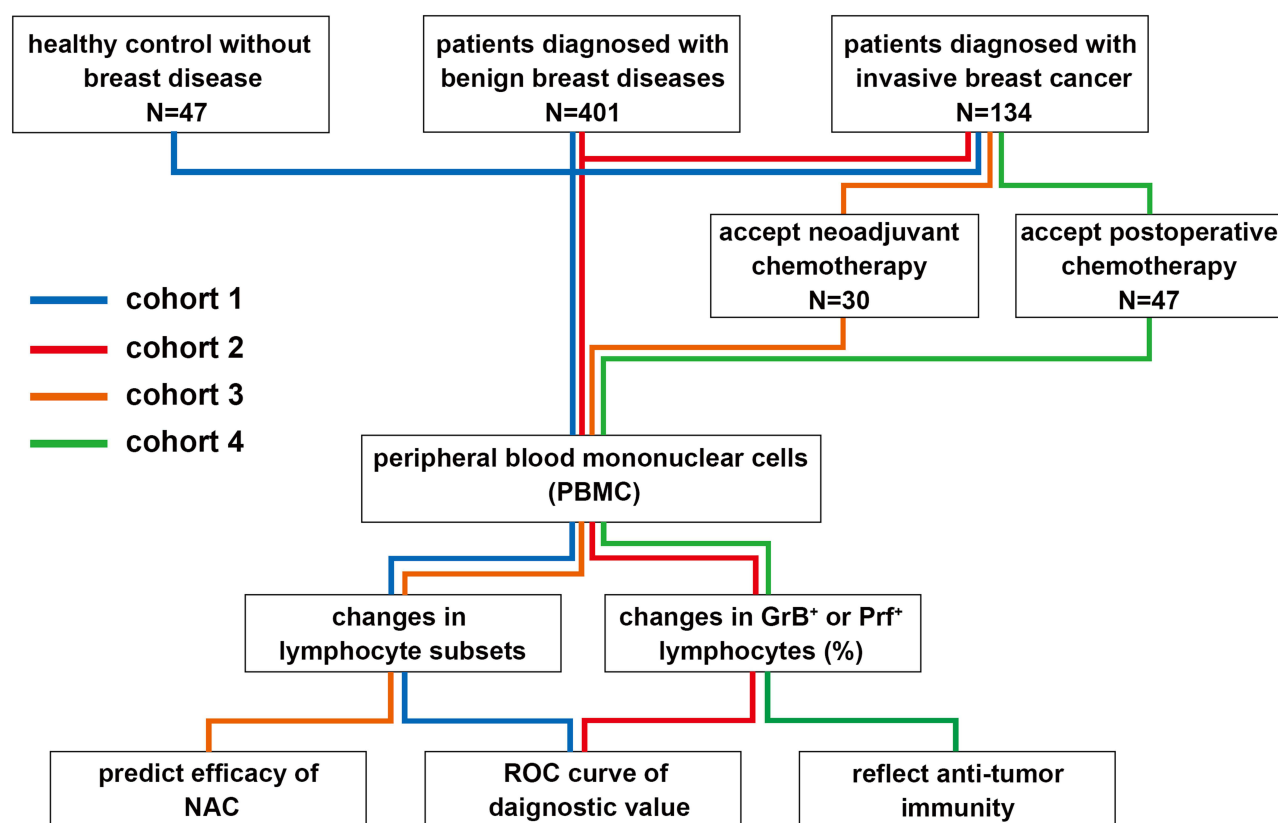 healthy control without
breast disease
N=47
patients diagnosed with
benign breast diseases
N=401
patients diagnosed with
invasive breast cancer
N=134
accept neoadjuvant
chemotherapy
N=30
accept postoperative
chemotherapy
N=47
cohort 1
cohort 2
cohort 3
cohort 4
peripheral blood mononuclear cells
(PBMC)
changes in
lymphocyte subsets
changes in GrB⁺ or Prf⁺
lymphocytes (%)
predict efficacy of
NAC
ROC curve of
daignostic value
reflect anti-tumor
immunity